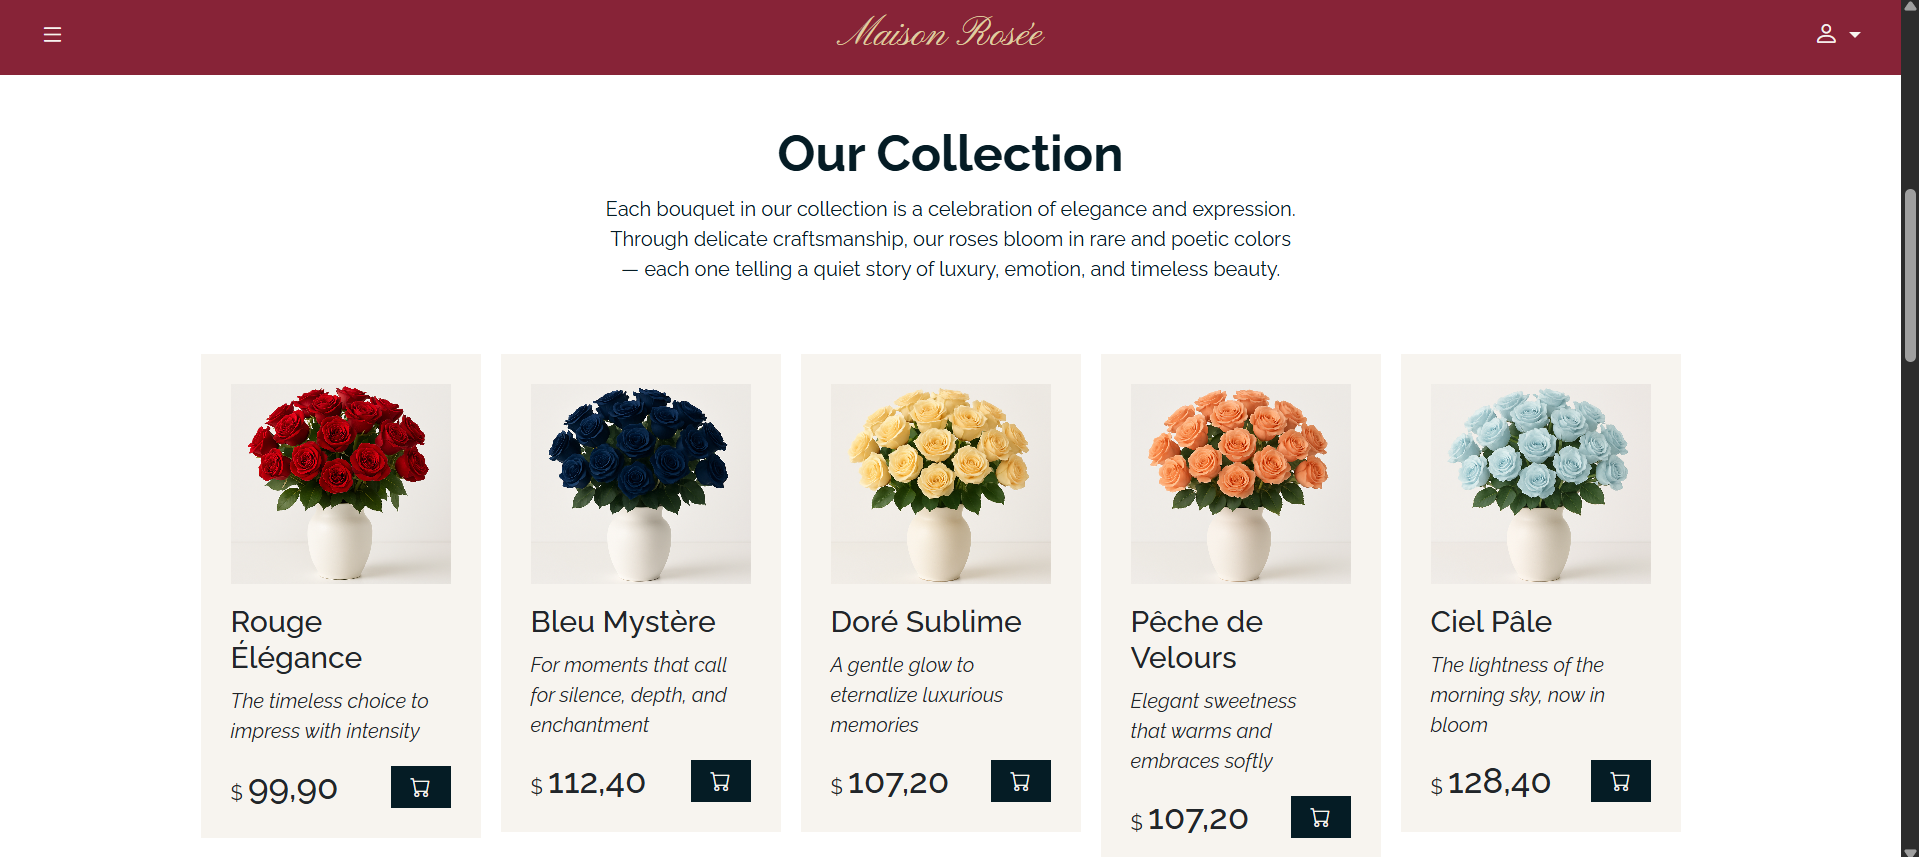 Maison Rosée
Our Collection
Each bouquet in our collection is a celebration of elegance and expression.
Through delicate craftsmanship, our roses bloom in rare and poetic colors
— each one telling a quiet story of luxury, emotion, and timeless beauty.
Rouge
Élégance
The timeless choice to
impress with intensity
$ 99,90
Bleu Mystère
For moments that call
for silence, depth, and
enchantment
$ 112,40
Doré Sublime
A gentle glow to
eternalize luxurious
memories
$ 107,20
Pêche de
Velours
Elegant sweetness
that warms and
embraces softly
$ 107,20
Ciel Pâle
The lightness of the
morning sky, now in
bloom
$ 128,40